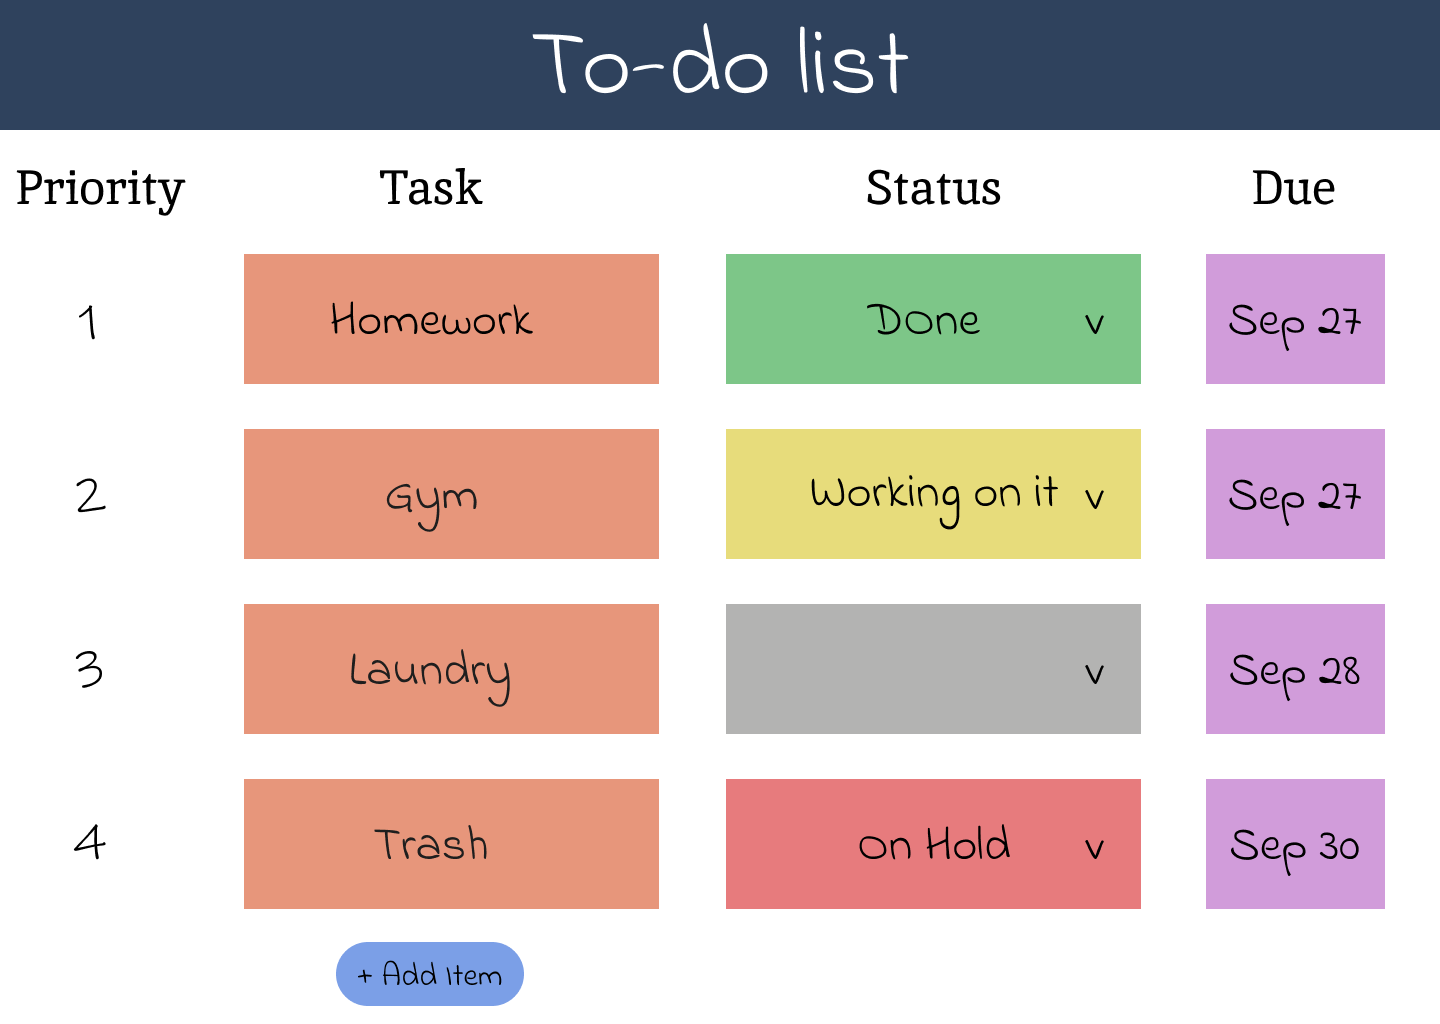 To-do list
Priority Task Status Due
1 Homework Done v Sep 27
2 Gym Working on it v Sep 27
3 Laundry v Sep 28
4 Trash On Hold v Sep 30
+ Add Item